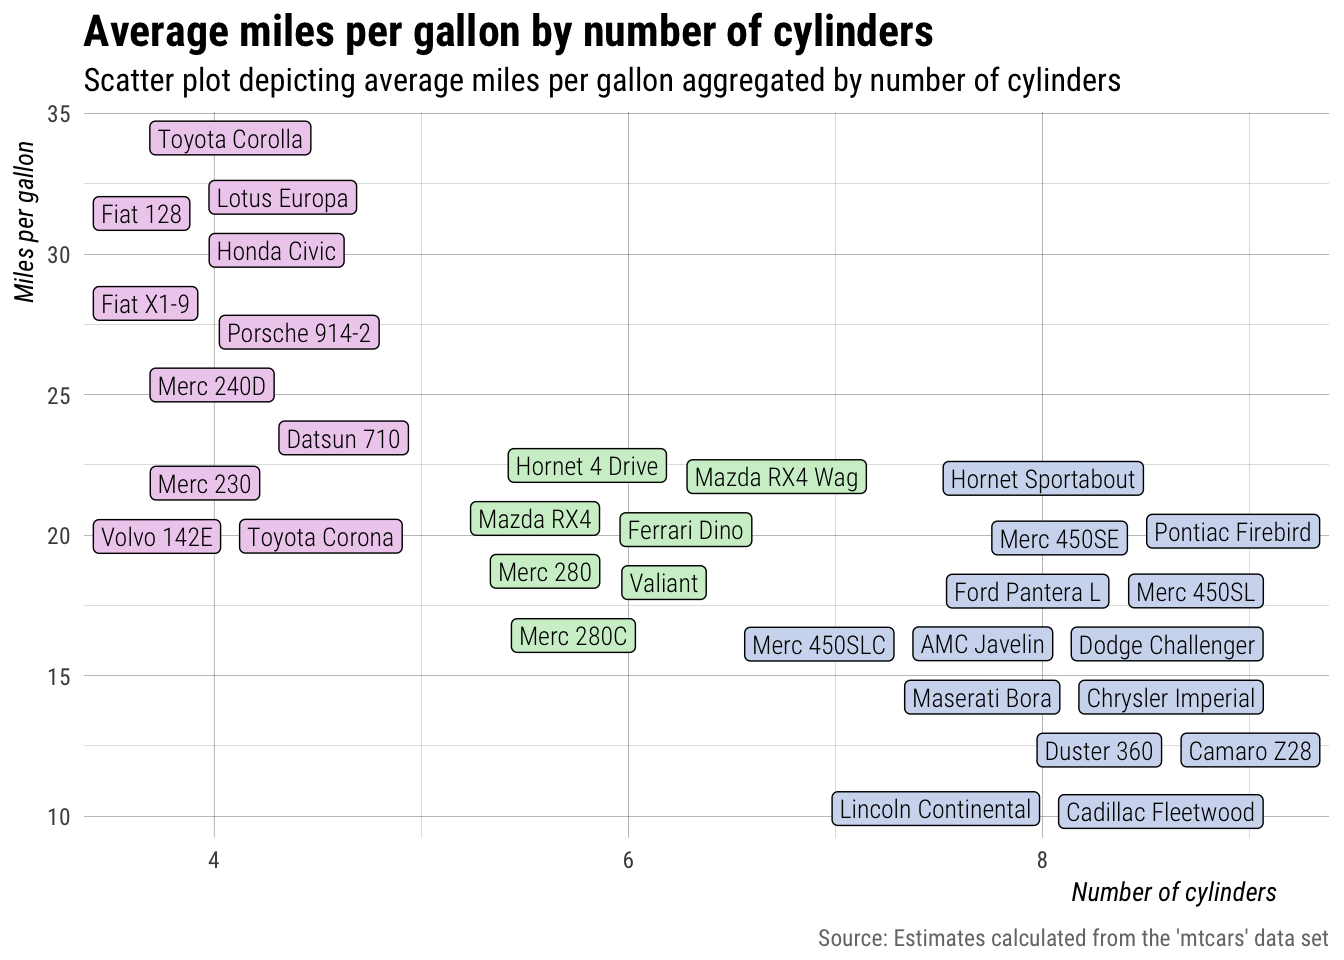 Average miles per gallon by number of cylinders
Scatter plot depicting average miles per gallon aggregated by number of cylinders
Miles per gallon
35
30
25
20
15
10
Toyota Corolla
Lotus Europa
Fiat 128
Honda Civic
Fiat X1-9
Porsche 914-2
Merc 240D
Datsun 710
Merc 230
Volvo 142E
Toyota Corona
Hornet 4 Drive
Mazda RX4 Wag
Mazda RX4
Ferrari Dino
Merc 280
Valiant
Merc 280C
Hornet Sportabout
Merc 450SE
Pontiac Firebird
Ford Pantera L
Merc 450SL
Merc 450SLC
AMC Javelin
Dodge Challenger
Maserati Bora
Chrysler Imperial
Duster 360
Camaro Z28
Lincoln Continental
Cadillac Fleetwood
4
6
8
Number of cylinders
Source: Estimates calculated from the 'mtcars' data set